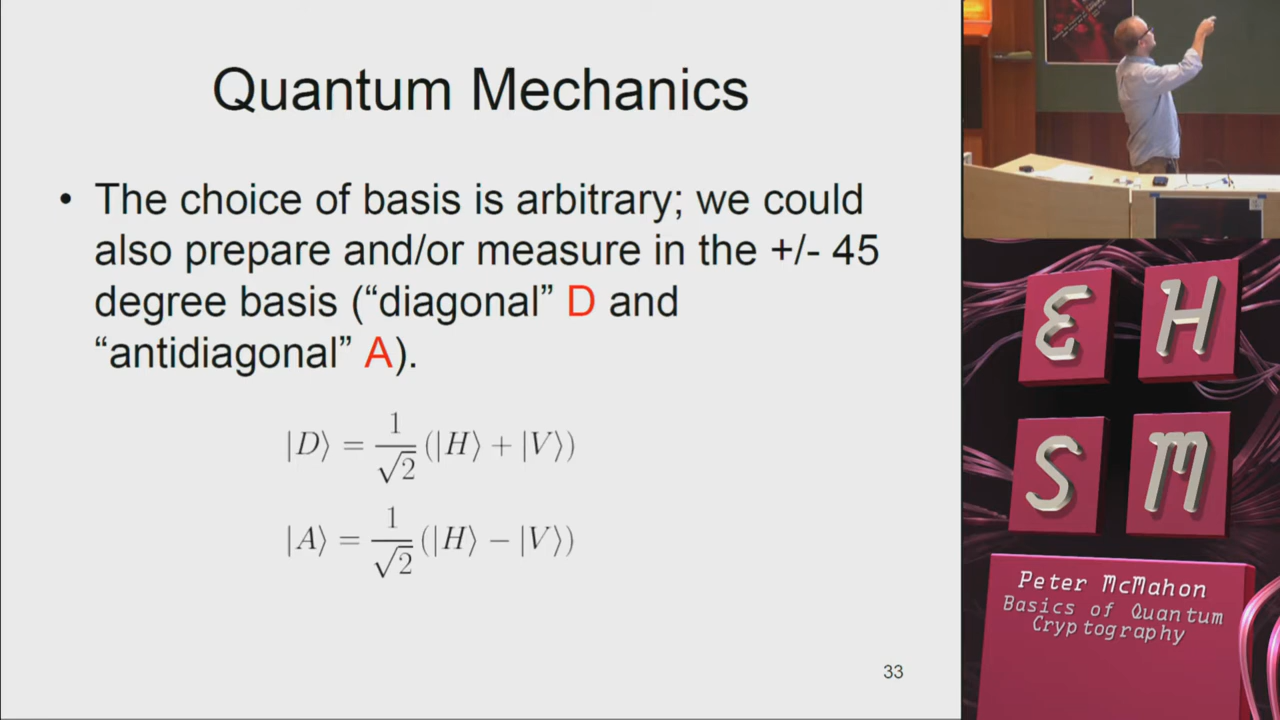 Quantum Mechanics
• The choice of basis is arbitrary; we could
also prepare and/or measure in the +/- 45
degree basis (“diagonal” D and
“antidiagonal” A).
|D⟩ = 1/√2 (|H⟩ + |V⟩)
|A⟩ = 1/√2 (|H⟩ − |V⟩)
33
E H
S M
Peter McMahon
Basics of Quantum
Cryptography